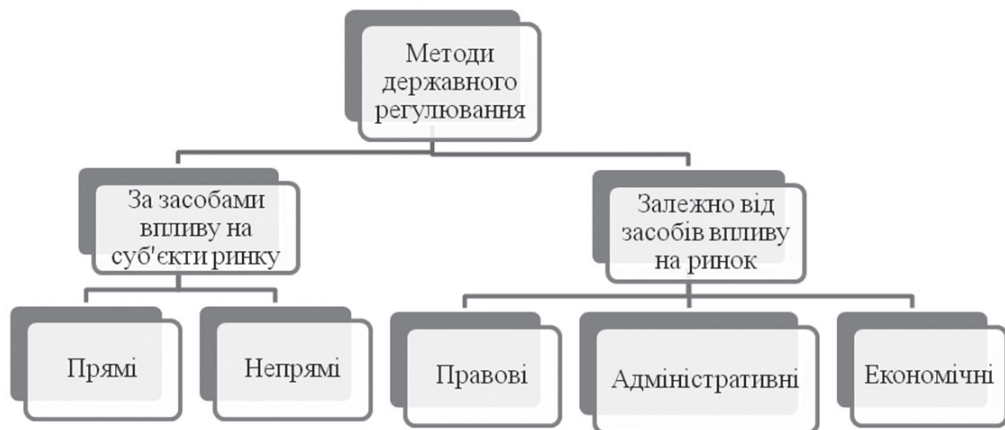 Методи
державного
регулювання
За засобами
впливу на
суб'єкти ринку
Залежно від
засобів впливу
на ринок
Прямі
Непрямі
Правові
Адміністративні
Економічні